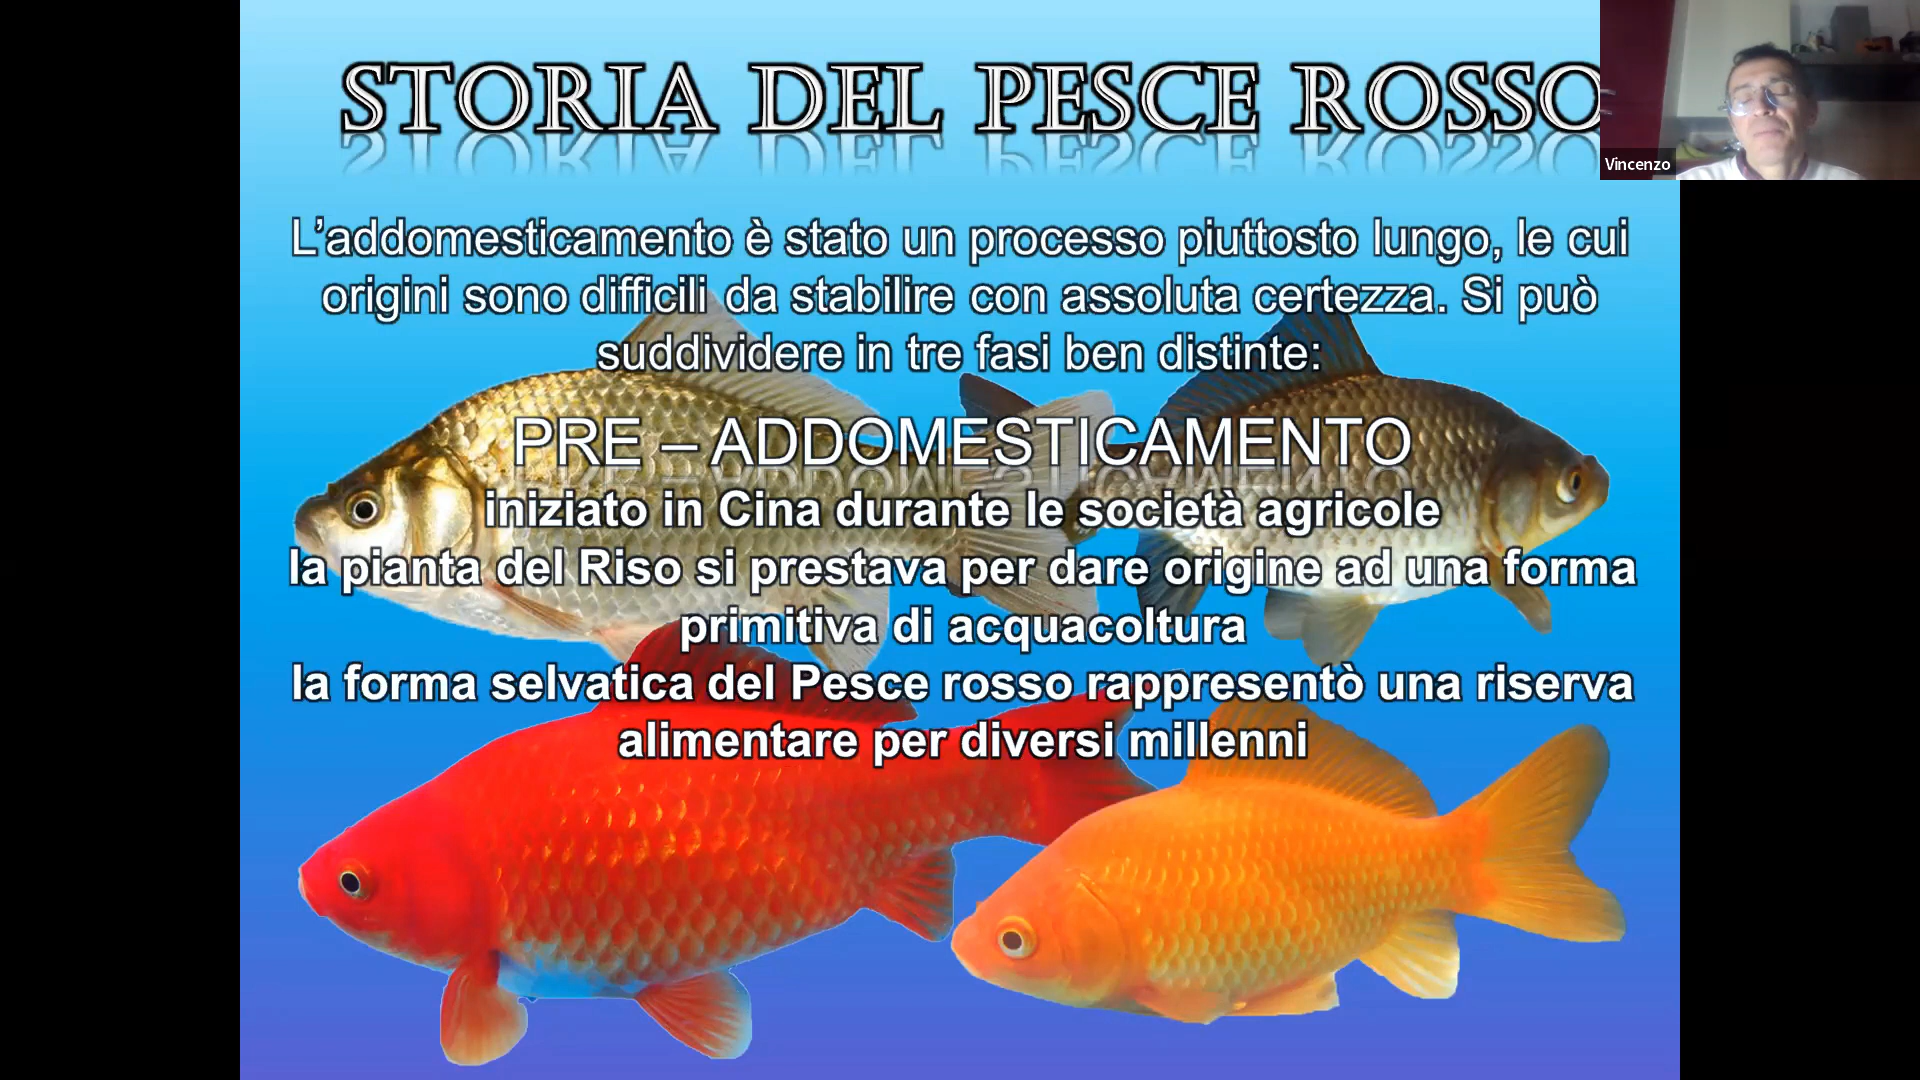 STORIA DEL PESCE ROSSO
Vincenzo
L'addomesticamento è stato un processo piuttosto lungo, le cui
origini sono difficili da stabilire con assoluta certezza. Si può
suddividere in tre fasi ben distinte:
PRE – ADDOMESTICAMENTO
iniziato in Cina durante le società agricole
la pianta del Riso si prestava per dare origine ad una forma
primitiva di acquacoltura
la forma selvatica del Pesce rosso rappresentò una riserva
alimentare per diversi millenni